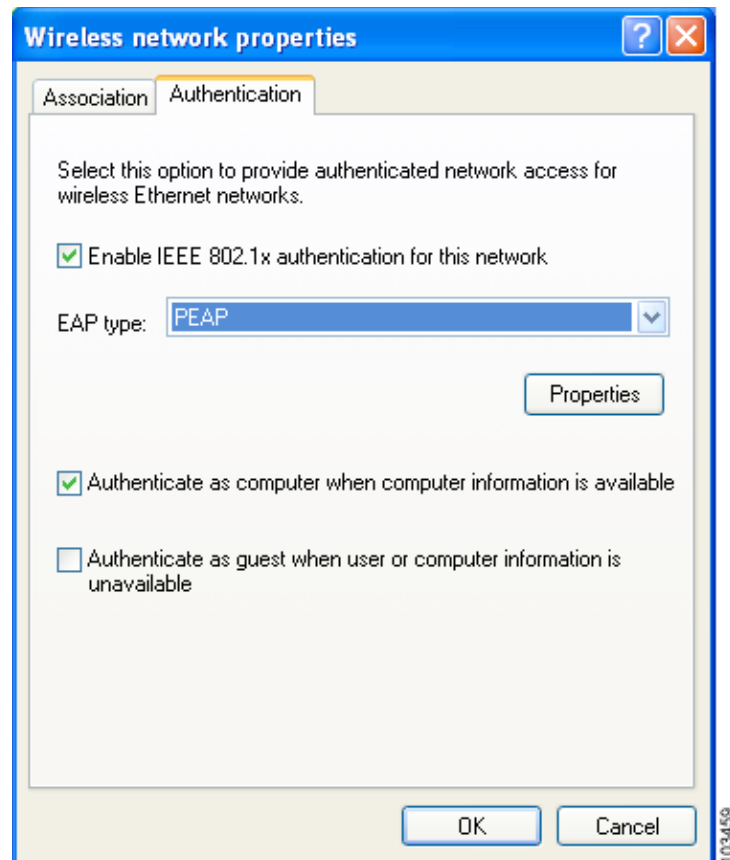 Wireless network properties
Association Authentication
Select this option to provide authenticated network access for
wireless Ethernet networks.
Enable IEEE 802.1x authentication for this network
EAP type: PEAP
Properties
Authenticate as computer when computer information is available
Authenticate as guest when user or computer information is
unavailable
OK Cancel
103459